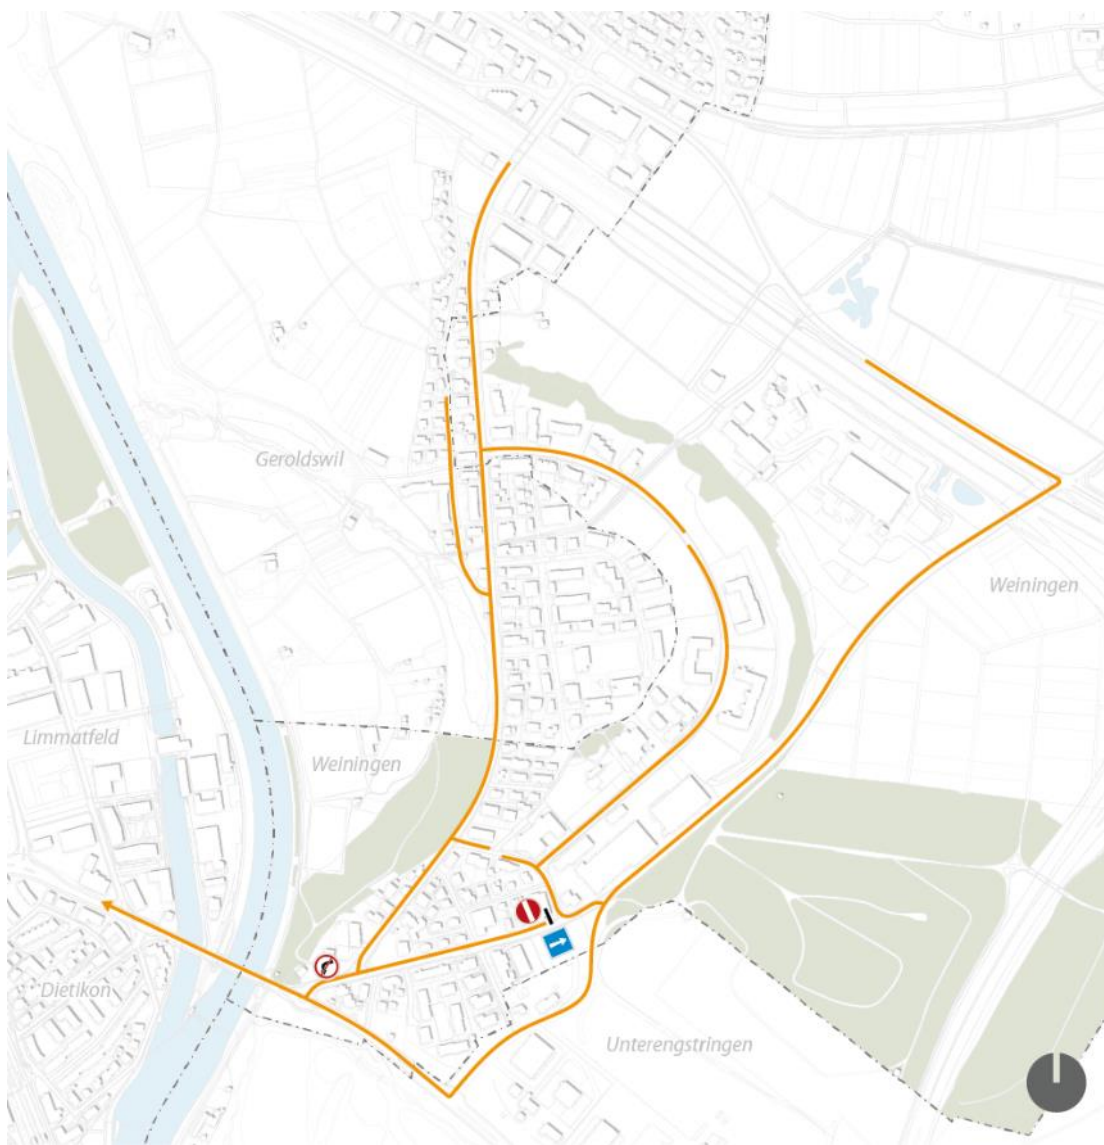 Geroldswil
Weiningen
Limmatfeld
Weiningen
Dietikon
Unterengstringen